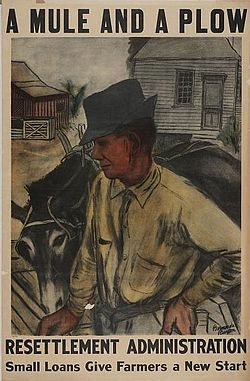 A MULE AND A PLOW
RESETTLEMENT ADMINISTRATION
Small Loans Give Farmers a New Start